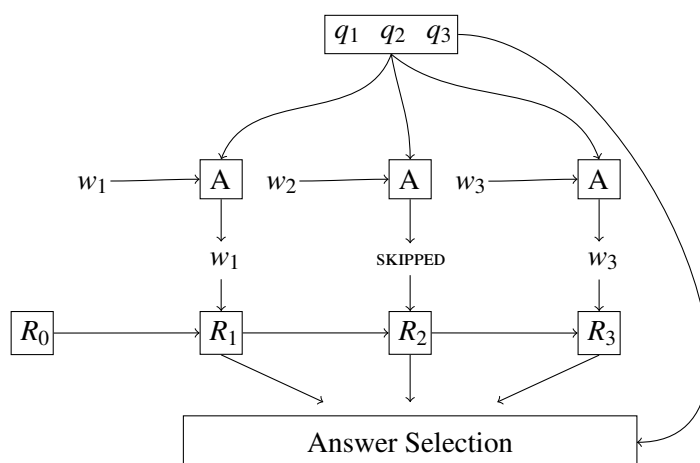 q₁ q₂ q₃
w₁ A w₂ A w₃ A
w₁ SKIPPED w₃
R₀ R₁ R₂ R₃
Answer Selection